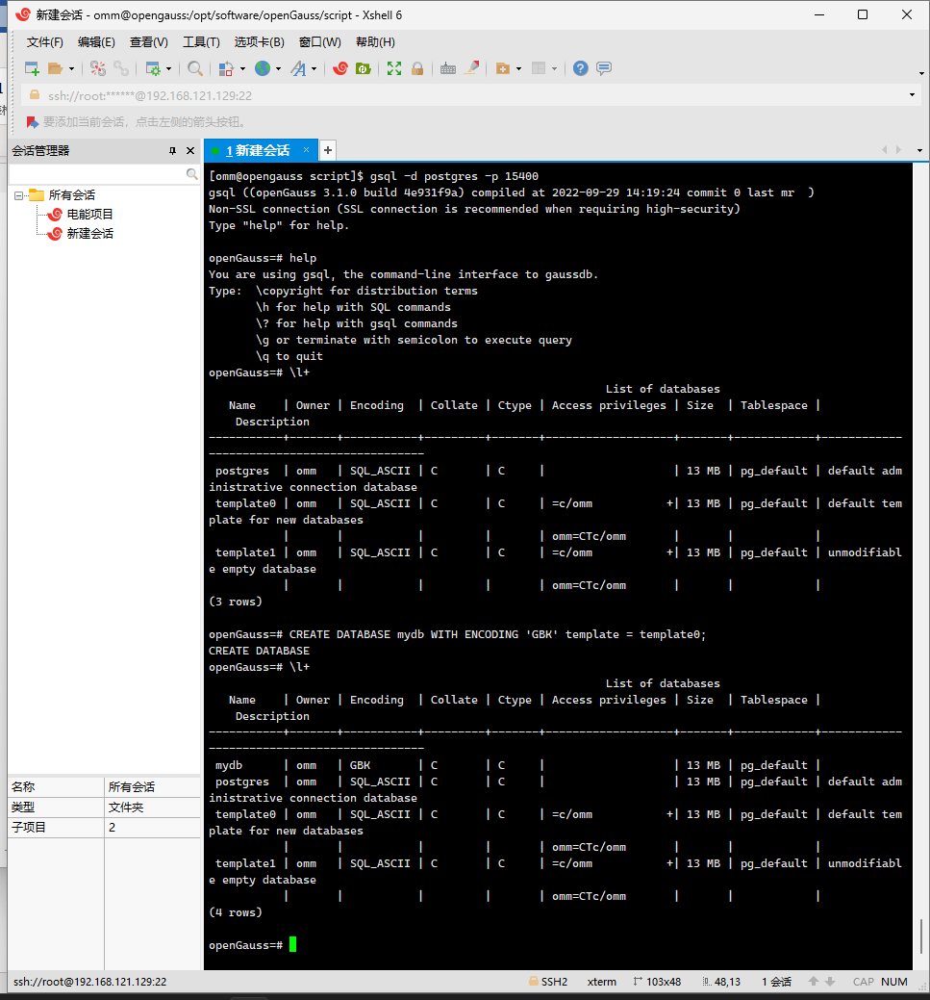 新建会话 - omm@opengauss:/opt/software/openGauss/script - Xshell 6
文件(F) 编辑(E) 查看(V) 工具(T) 选项卡(B) 窗口(W) 帮助(H)
ssh://root:******@192.168.121.129:22
要添加当前会话，点击左侧的箭头按钮。
会话管理器
1 新建会话
所有会话
电能项目
新建会话
名称 所有会话
类型 文件夹
子项目 2
[omm@opengauss script]$ gsql -d postgres -p 15400
gsql ((openGauss 3.1.0 build 4e931f9a) compiled at 2022-09-29 14:19:24 commit 0 last mr  )
Non-SSL connection (SSL connection is recommended when requiring high-security)
Type "help" for help.
openGauss=# help
You are using gsql, the command-line interface to gaussdb.
Type:  \copyright for distribution terms
       \h for help with SQL commands
       \? for help with gsql commands
       \g or terminate with semicolon to execute query
       \q to quit
openGauss=# \l+
                                                           List of databases
   Name    | Owner | Encoding  | Collate | Ctype | Access privileges | Size  | Tablespace |
    Description
-----------+-------+-----------+---------+-------+-------------------+-------+------------+------------
--------------------------------
 postgres  | omm   | SQL_ASCII | C       | C     |                   | 13 MB | pg_default | default adm
inistrative connection database
 template0 | omm   | SQL_ASCII | C       | C     | =c/omm           +| 13 MB | pg_default | default tem
plate for new databases
           |       |           |         |       | omm=CTc/omm       |       |            |
 template1 | omm   | SQL_ASCII | C       | C     | =c/omm           +| 13 MB | pg_default | unmodifiabl
e empty database
           |       |           |         |       | omm=CTc/omm       |       |            |
(3 rows)
openGauss=# CREATE DATABASE mydb WITH ENCODING 'GBK' template = template0;
CREATE DATABASE
openGauss=# \l+
                                                           List of databases
   Name    | Owner | Encoding  | Collate | Ctype | Access privileges | Size  | Tablespace |
    Description
-----------+-------+-----------+---------+-------+-------------------+-------+------------+------------
--------------------------------
 mydb      | omm   | GBK       | C       | C     |                   | 13 MB | pg_default |
 postgres  | omm   | SQL_ASCII | C       | C     |                   | 13 MB | pg_default | default adm
inistrative connection database
 template0 | omm   | SQL_ASCII | C       | C     | =c/omm           +| 13 MB | pg_default | default tem
plate for new databases
           |       |           |         |       | omm=CTc/omm       |       |            |
 template1 | omm   | SQL_ASCII | C       | C     | =c/omm           +| 13 MB | pg_default | unmodifiabl
e empty database
           |       |           |         |       | omm=CTc/omm       |       |            |
(4 rows)
openGauss=#
ssh://root@192.168.121.129:22 SSH2 xterm 103x48 48,13 1 会话 CAP NUM